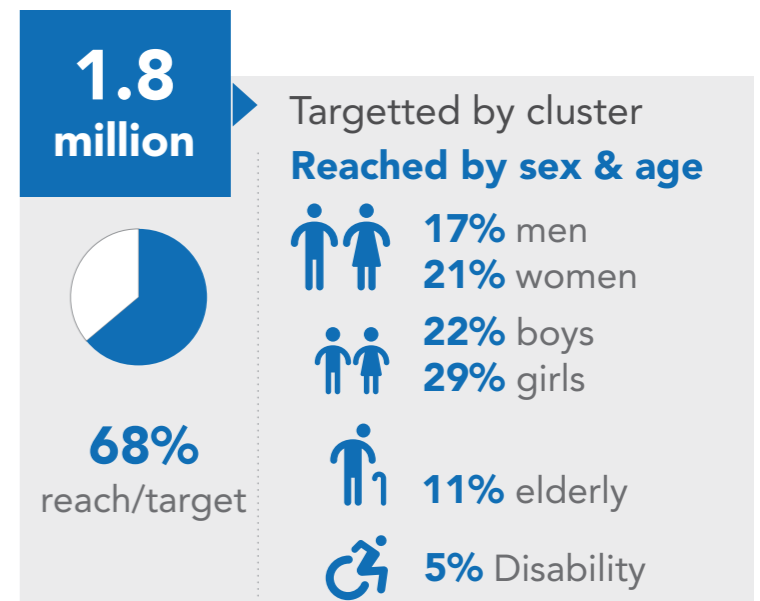 1.8
million
Targetted by cluster
Reached by sex & age
17% men
21% women
22% boys
29% girls
68%
reach/target
11% elderly
5% Disability